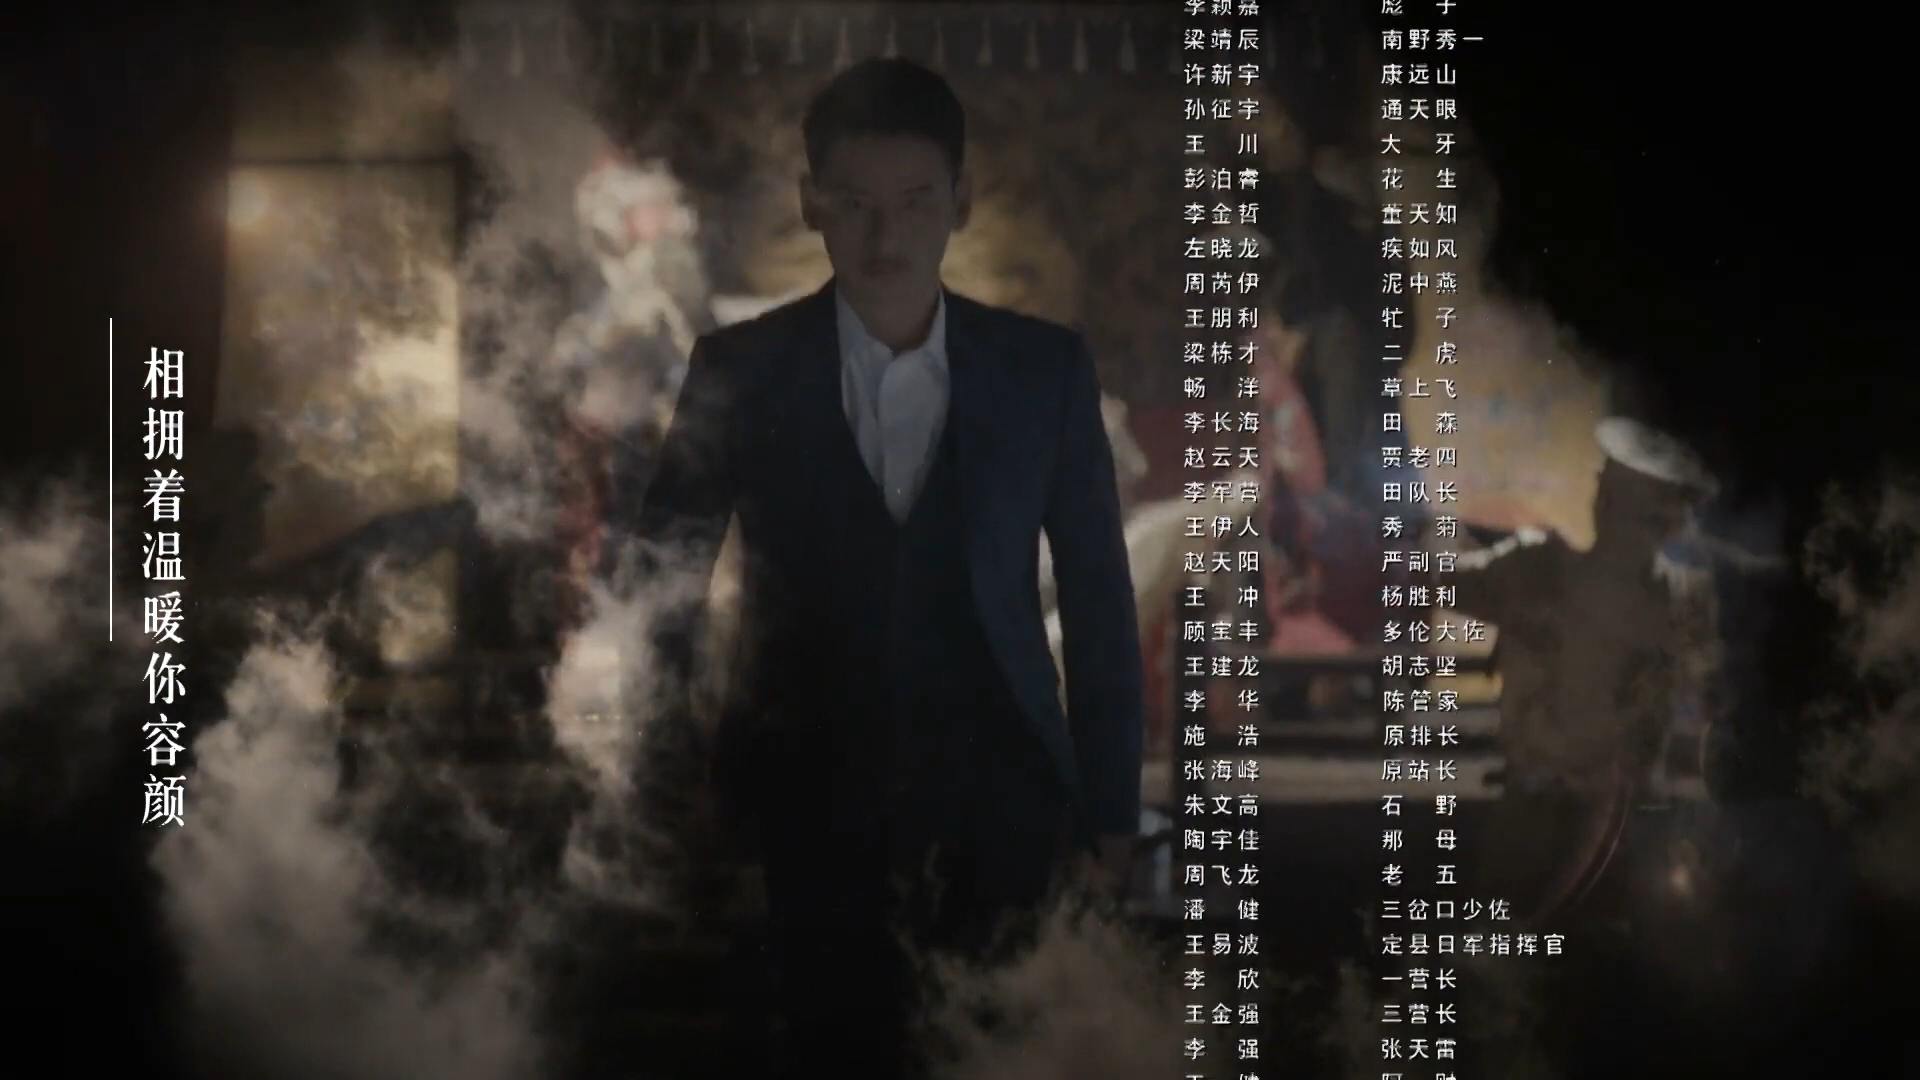 相拥着温暖你容颜
李颖嘉 彪子
梁靖辰 南野秀一
许新宇 康远山
孙征宇 通天眼
王川 大牙
彭泊睿 花生
李金哲 董天知
左晓龙 疾如风
周芮伊 泥中燕
王朋利 牤子
梁栋才 二虎
畅洋 草上飞
李长海 田森
赵云天 贾老四
李军营 田队长
王伊人 秀菊
赵天阳 严副官
王冲 杨胜利
顾宝丰 多伦大佐
王建龙 胡志坚
李华 陈管家
施浩 原排长
张海峰 原站长
朱文高 石野
陶宇佳 那母
周飞龙 老五
潘健 三岔口少佐
王易波 定县日军指挥官
李欣 一营长
王金强 三营长
李强 张天雷